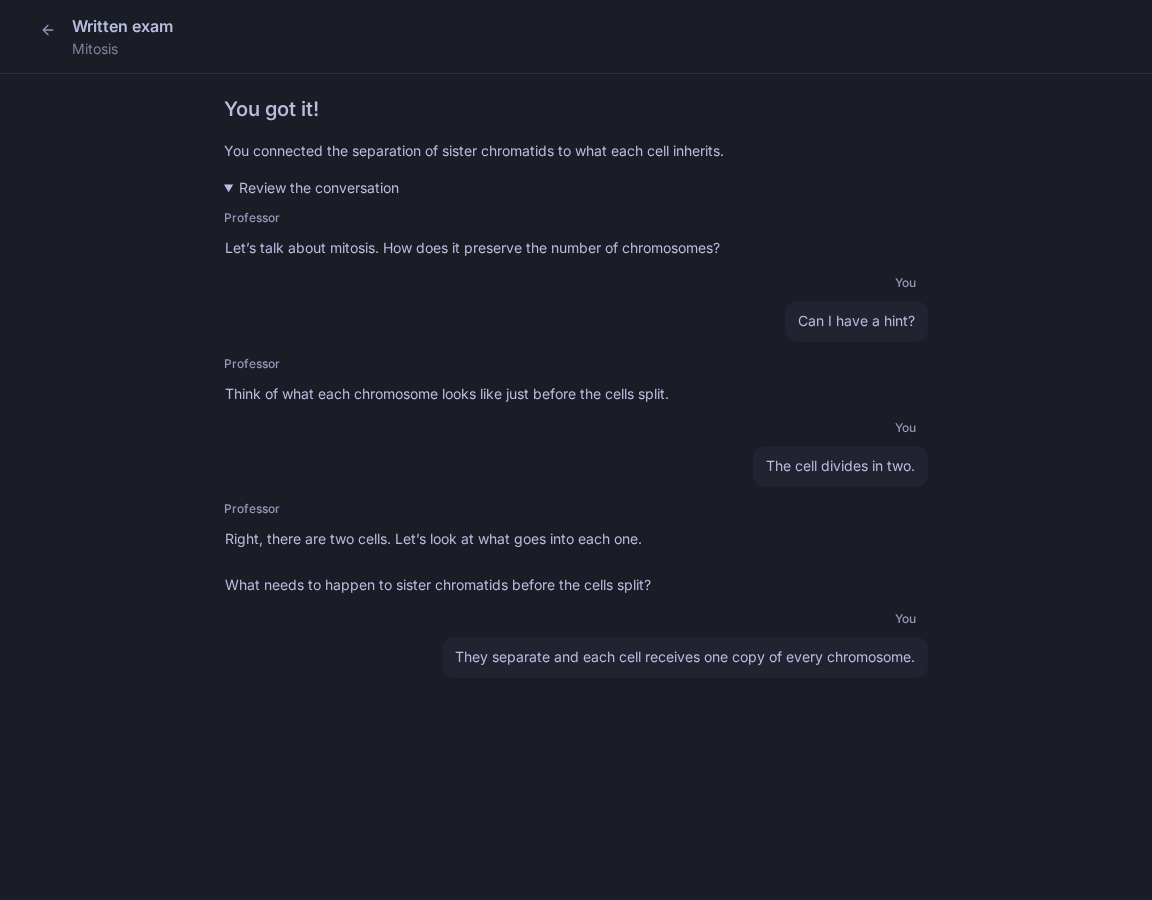 Written exam
Mitosis
You got it!
You connected the separation of sister chromatids to what each cell inherits.
Review the conversation
Professor
Let’s talk about mitosis. How does it preserve the number of chromosomes?
You
Can I have a hint?
Professor
Think of what each chromosome looks like just before the cells split.
You
The cell divides in two.
Professor
Right, there are two cells. Let’s look at what goes into each one.
What needs to happen to sister chromatids before the cells split?
You
They separate and each cell receives one copy of every chromosome.